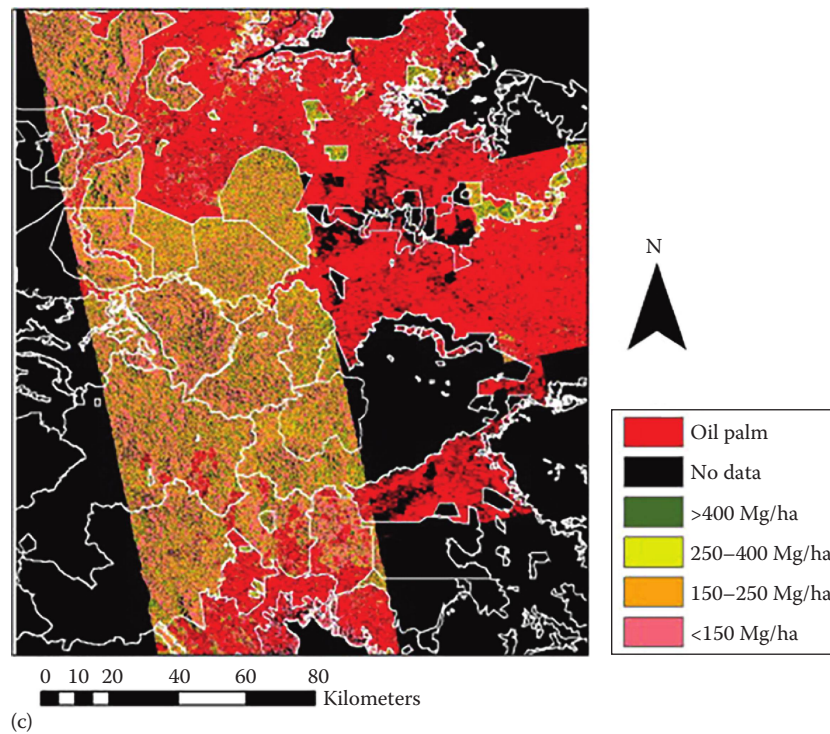 N
Oil palm
No data
>400 Mg/ha
250–400 Mg/ha
150–250 Mg/ha
<150 Mg/ha
0 10 20 40 60 80
Kilometers
(c)